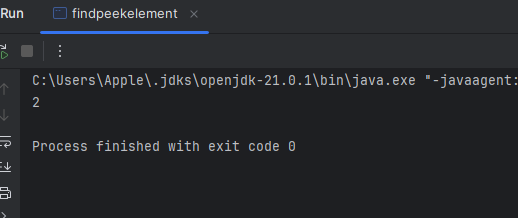 Run
findpeekelement
C:\Users\Apple\.jdks\openjdk-21.0.1\bin\java.exe "-javaagent:
2
Process finished with exit code 0